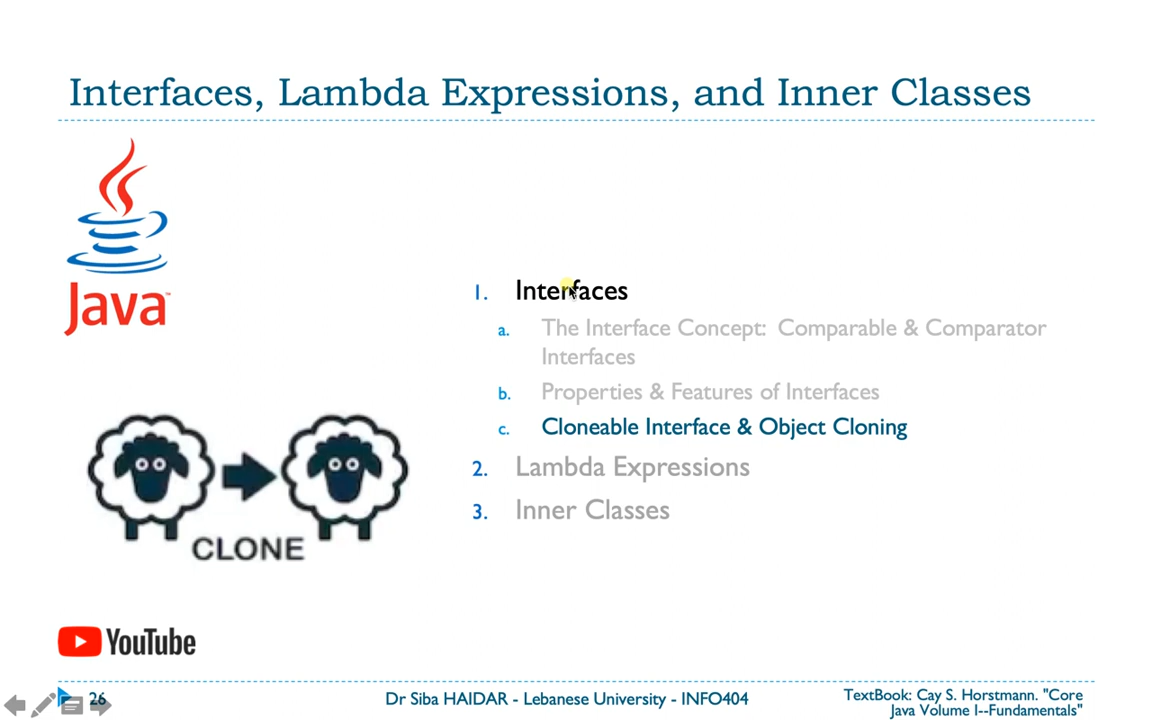 Interfaces, Lambda Expressions, and Inner Classes
Java™
1. Interfaces
a. The Interface Concept: Comparable & Comparator
Interfaces
b. Properties & Features of Interfaces
c. Cloneable Interface & Object Cloning
2. Lambda Expressions
3. Inner Classes
CLONE
YouTube
26
Dr Siba HAIDAR - Lebanese University - INFO404
TextBook: Cay S. Horstmann. "Core
Java Volume I--Fundamentals"